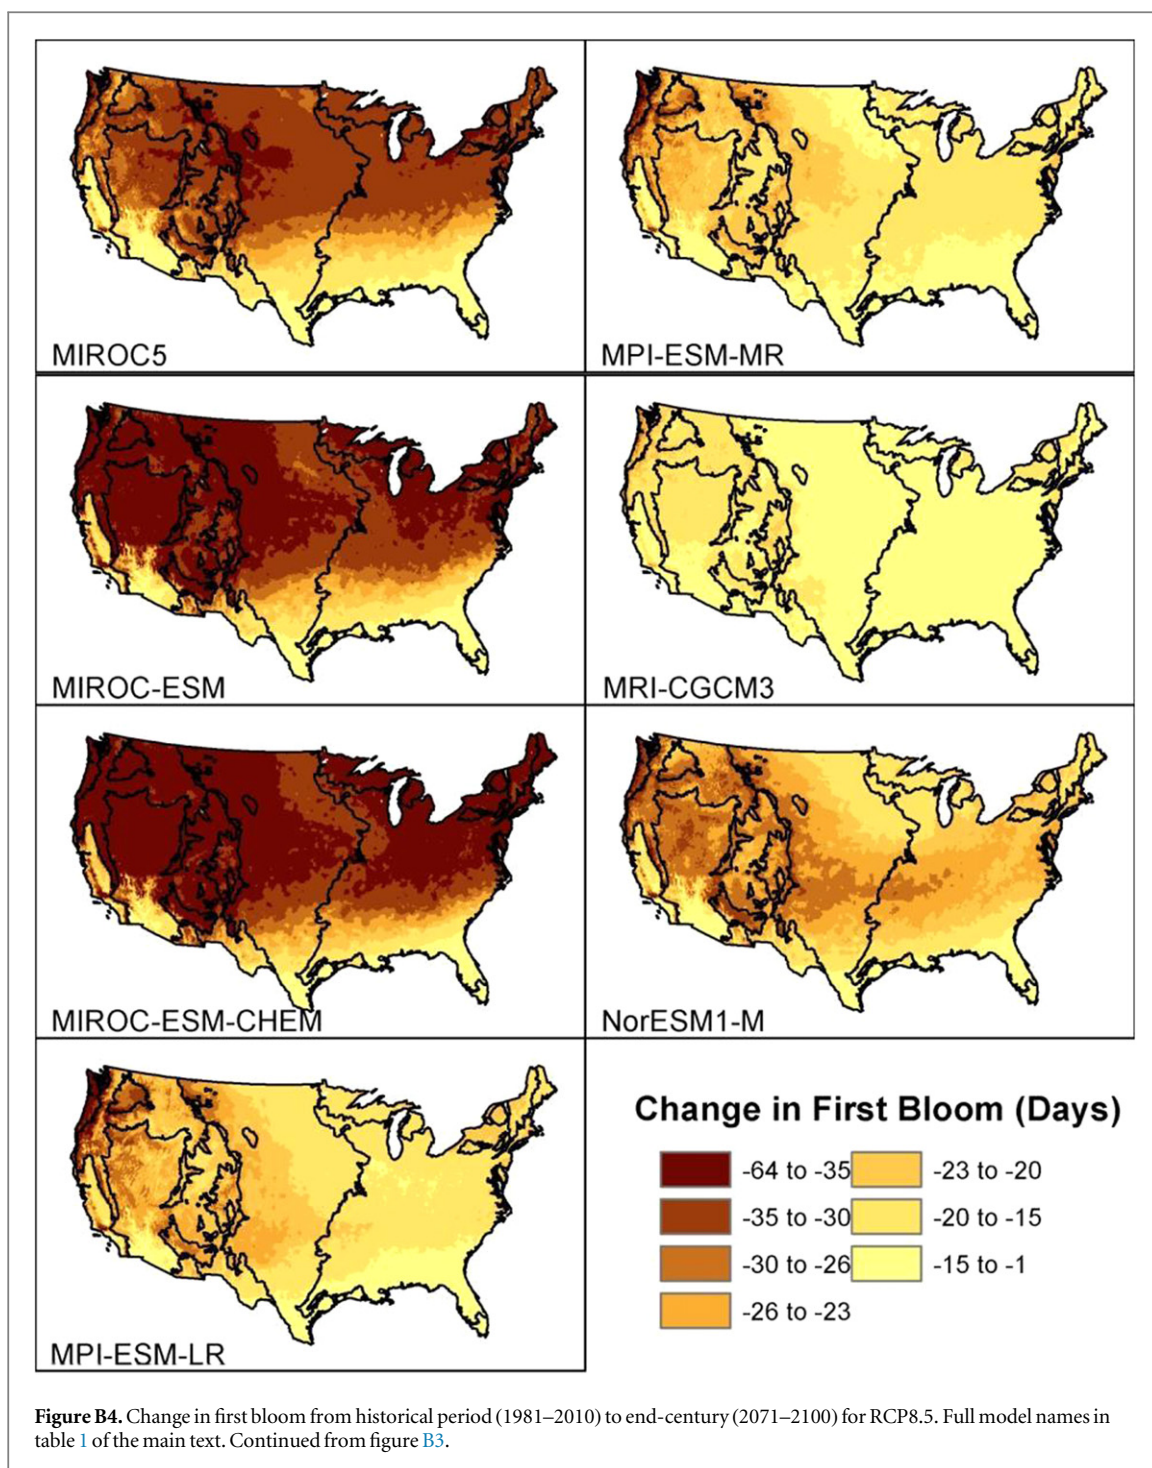 MIROC5
MPI-ESM-MR
MIROC-ESM
MRI-CGCM3
MIROC-ESM-CHEM
NorESM1-M
MPI-ESM-LR
Change in First Bloom (Days)
-64 to -35
-35 to -30
-30 to -26
-26 to -23
-23 to -20
-20 to -15
-15 to -1
Figure B4. Change in first bloom from historical period (1981–2010) to end-century (2071–2100) for RCP8.5. Full model names in
table 1 of the main text. Continued from figure B3.